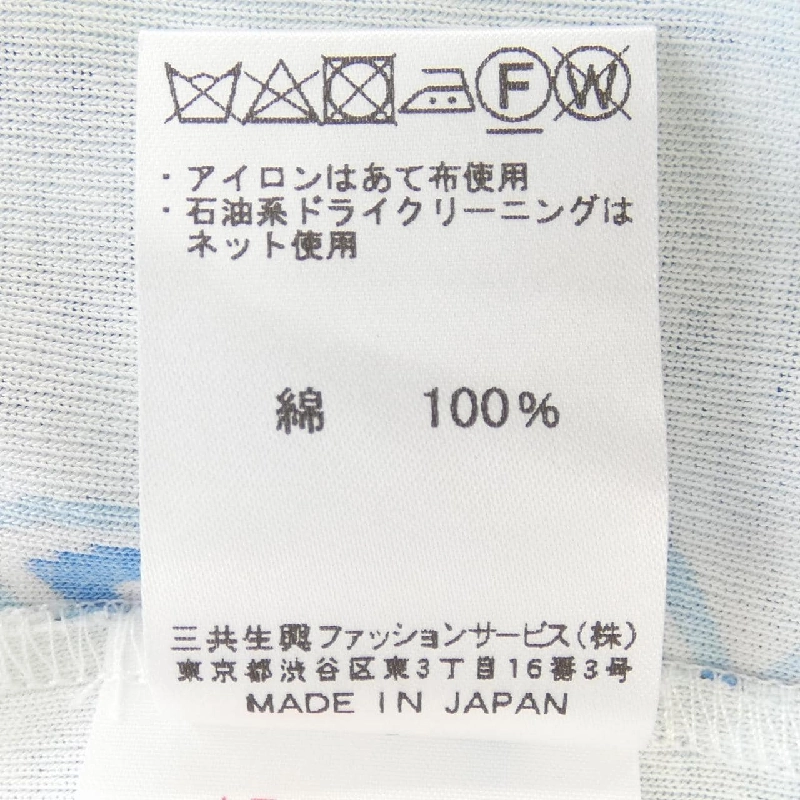 F W
・アイロンはあて布使用
・石油系ドライクリーニングは
ネット使用
綿 100%
三共生興ファッションサービス(株)
東京都渋谷区東3丁目16番3号
MADE IN JAPAN